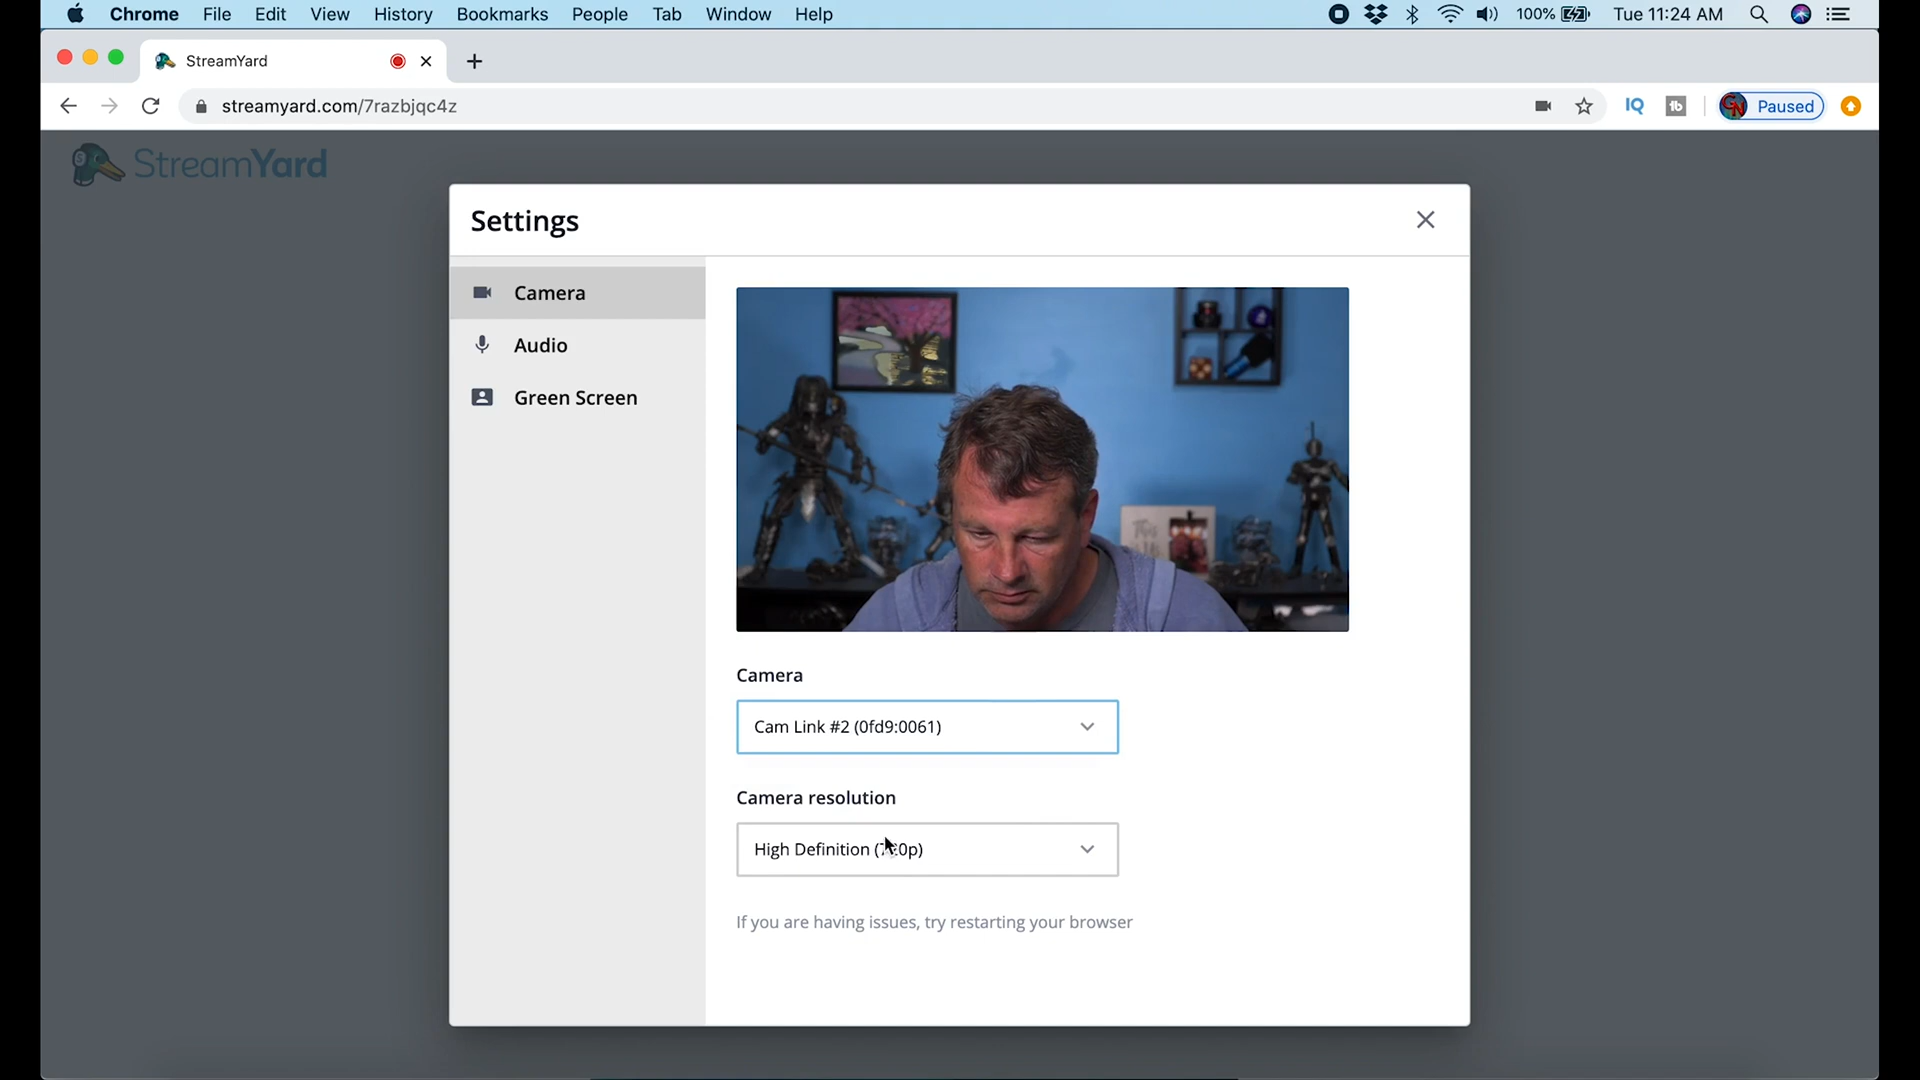 Chrome File Edit View History Bookmarks People Tab Window Help 100% Tue 11:24 AM
StreamYard
streamyard.com/7razbjqc4z IQ tb Paused
StreamYard
Settings
Camera
Audio
Green Screen
Camera
Cam Link #2 (0fd9:0061)
Camera resolution
High Definition
If you are having issues, try restarting your browser